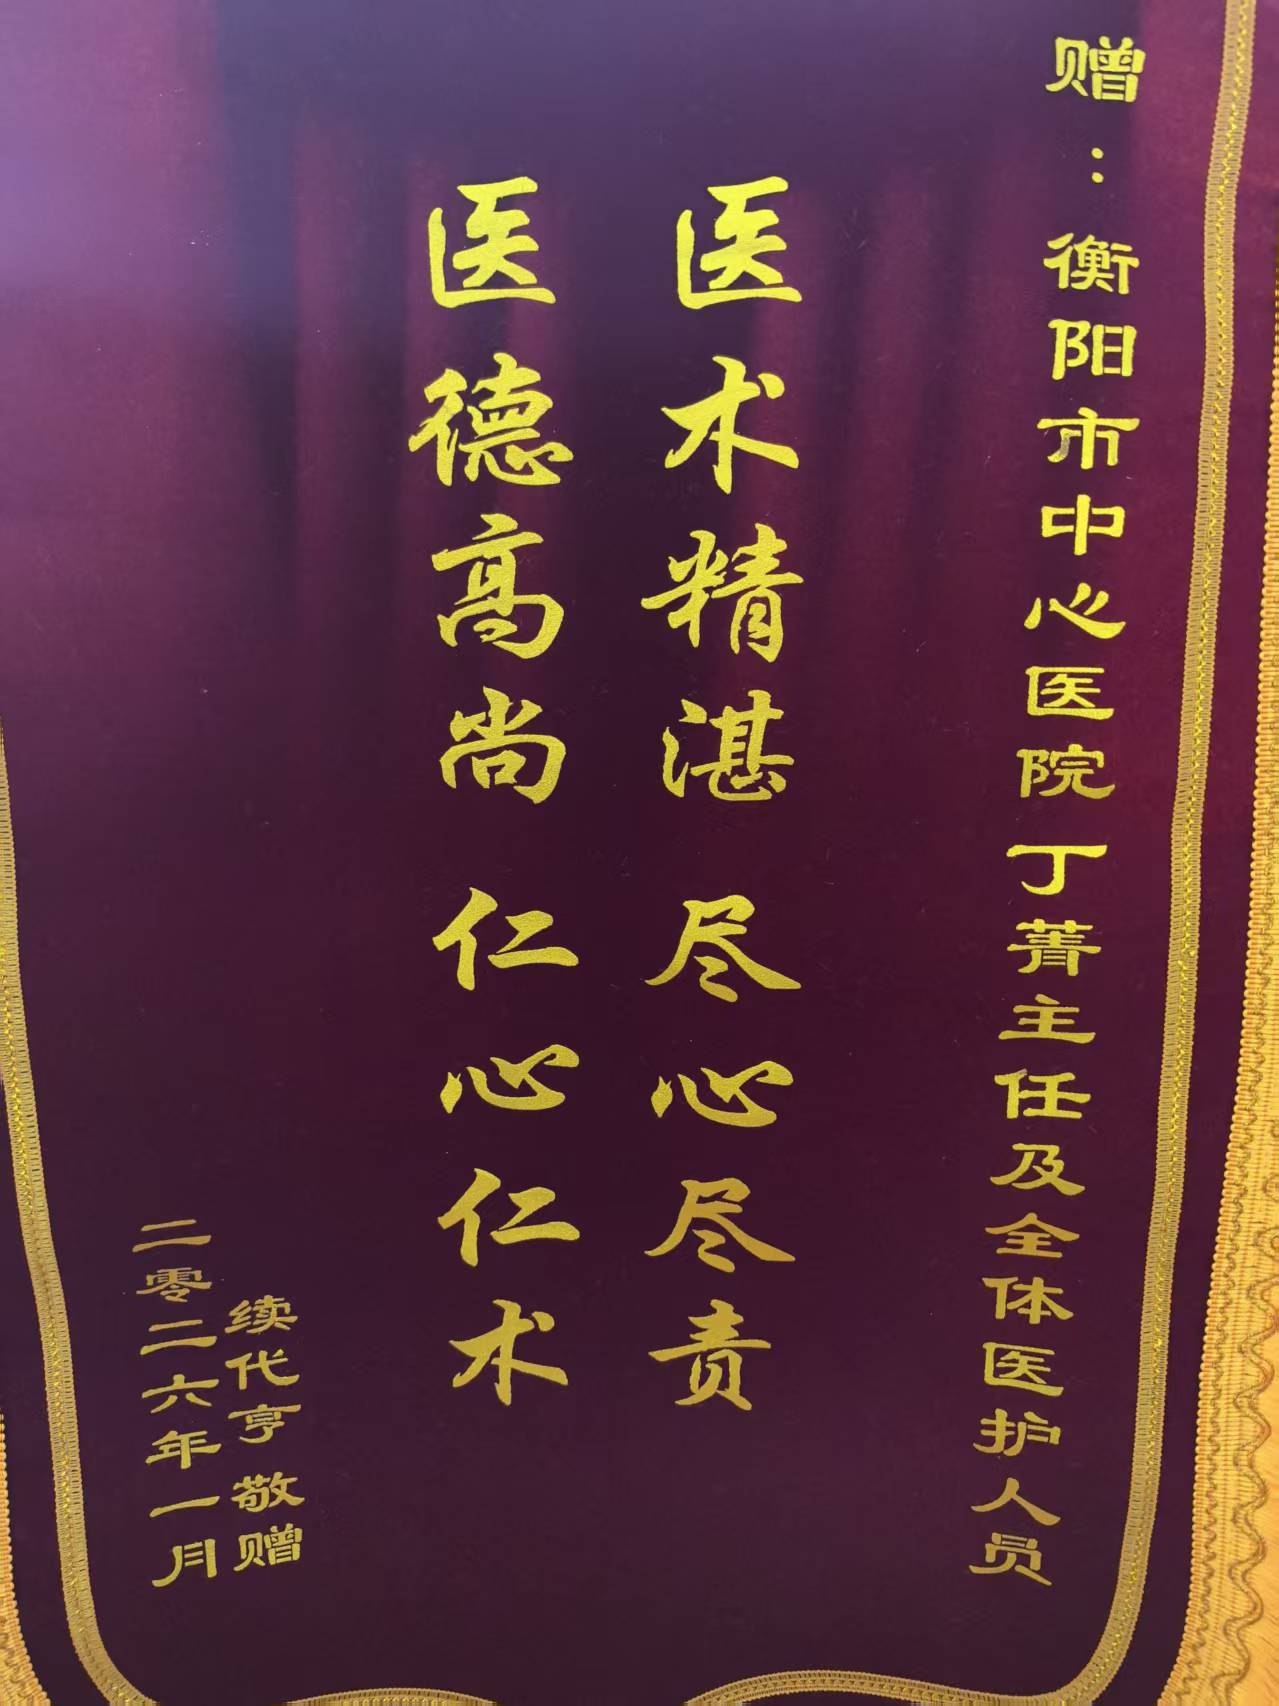 赠：衡阳市中心医院丁菁主任及全体医护人员
医术精湛 尽心尽责
医德高尚 仁心仁术
续代亨 敬赠
二零二六年一月